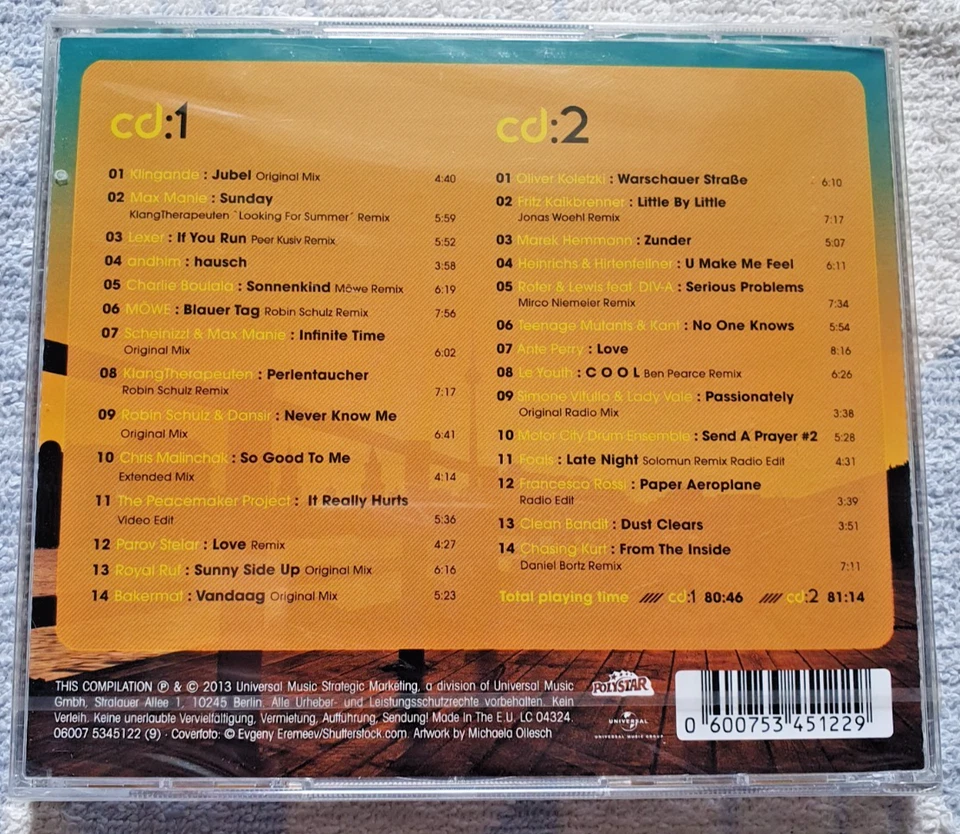 cd:1
01 Klingande : Jubel Original Mix 4:40
02 Max Manie : Sunday
KlangTherapeuten "Looking For Summer" Remix 5:59
03 Lexer : If You Run Peer Kusiv Remix 5:52
04 andhim : hausch 3:58
05 Charlie Boulala : Sonnenkind Möwe Remix 6:19
06 MÖWE : Blauer Tag Robin Schulz Remix 7:56
07 Scheinizzl & Max Manie : Infinite Time
Original Mix 6:02
08 KlangTherapeuten : Perlentaucher
Robin Schulz Remix 7:17
09 Robin Schulz & Dansir : Never Know Me
Original Mix 6:41
10 Chris Malinchak : So Good To Me
Extended Mix 4:14
11 The Peacemaker Project : It Really Hurts
Video Edit 5:36
12 Parov Stelar : Love Remix 4:27
13 Royal Ruf : Sunny Side Up Original Mix 6:16
14 Bakermat : Vandaag Original Mix 5:23
cd:2
01 Oliver Koletzki : Warschauer Straße 6:10
02 Fritz Kalkbrenner : Little By Little
Jonas Woehl Remix 7:17
03 Marek Hemmann : Zunder 5:07
04 Heinrichs & Hirtenfellner : U Make Me Feel 6:11
05 Rofer & Lewis feat. DIV-A : Serious Problems
Mirco Niemeier Remix 7:34
06 Teenage Mutants & Kant : No One Knows 5:54
07 Ante Perry : Love 8:16
08 Le Youth : C O O L Ben Pearce Remix 6:26
09 Simone Vitullo & Lady Vale : Passionately
Original Radio Mix 3:38
10 Motor City Drum Ensemble : Send A Prayer #2 5:28
11 Foals : Late Night Solomun Remix Radio Edit 4:31
12 Francesco Rossi : Paper Aeroplane
Radio Edit 3:39
13 Clean Bandit : Dust Clears 3:51
14 Chasing Kurt : From The Inside
Daniel Bortz Remix 7:11
Total playing time //// cd:1 80:46 //// cd:2 81:14
THIS COMPILATION ℗ & © 2013 Universal Music Strategic Marketing, a division of Universal Music
GmbH, Stralauer Allee 1, 10245 Berlin. Alle Urheber- und Leistungsschutzrechte vorbehalten. Kein
Verleih. Keine unerlaubte Vervielfältigung, Vermietung, Aufführung, Sendung! Made In The E.U. LC 04324.
06007 5345122 (9) · Coverfoto: © Evgeny Eremeev/Shutterstock.com. Artwork by Michaela Ollesch
POLYSTAR
UNIVERSAL
UNIVERSAL MUSIC GROUP
0 600753 451229